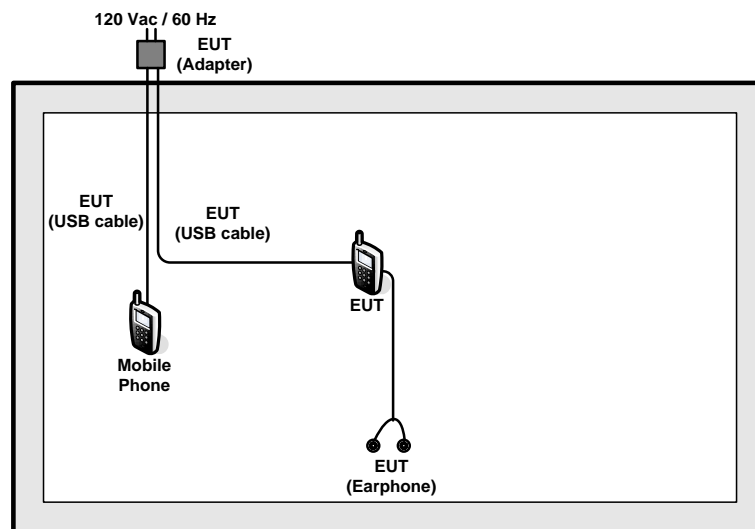 120 Vac / 60 Hz
EUT
(Adapter)
EUT
(USB cable)
EUT
(USB cable)
EUT
Mobile
Phone
EUT
(Earphone)